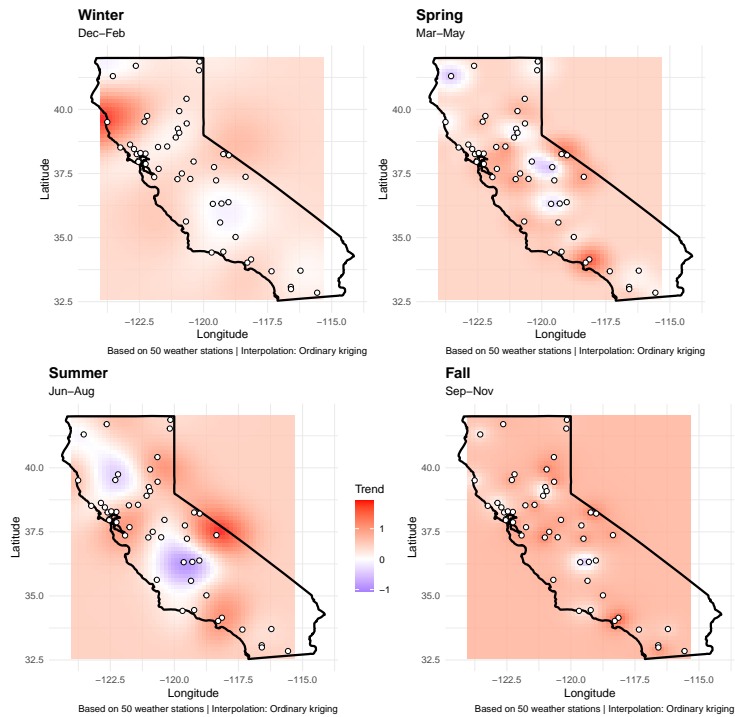 Winter
Dec–Feb
40.0
37.5
35.0
32.5
Latitude
−122.5
−120.0
−117.5
−115.0
Longitude
Based on 50 weather stations | Interpolation: Ordinary kriging
Spring
Mar–May
40.0
37.5
35.0
32.5
Latitude
−122.5
−120.0
−117.5
−115.0
Longitude
Based on 50 weather stations | Interpolation: Ordinary kriging
Summer
Jun–Aug
40.0
37.5
35.0
32.5
Latitude
−122.5
−120.0
−117.5
−115.0
Longitude
Based on 50 weather stations | Interpolation: Ordinary kriging
Trend
1
0
−1
Fall
Sep–Nov
40.0
37.5
35.0
32.5
Latitude
−122.5
−120.0
−117.5
−115.0
Longitude
Based on 50 weather stations | Interpolation: Ordinary kriging